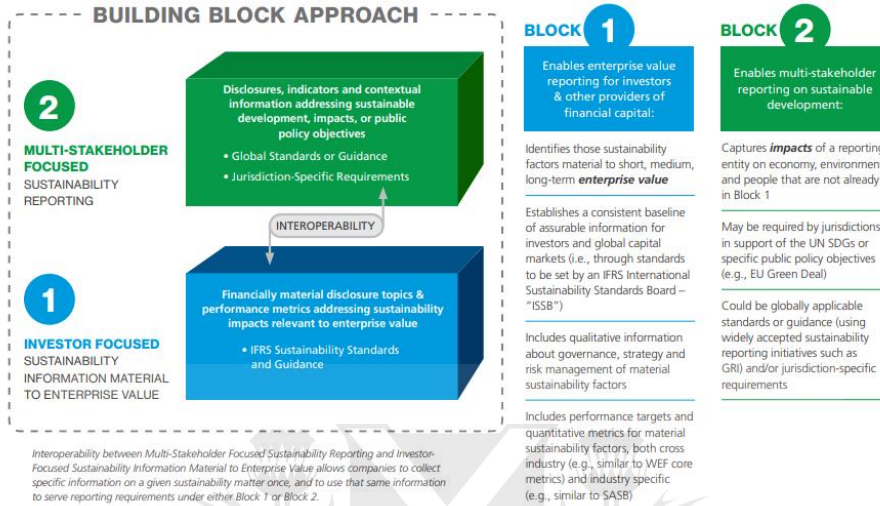 BUILDING BLOCK APPROACH
2
MULTI-STAKEHOLDER
FOCUSED
SUSTAINABILITY
REPORTING
Disclosures, indicators and contextual
information addressing sustainable
development, impacts, or public
policy objectives
• Global Standards or Guidance
• Jurisdiction-Specific Requirements
INTEROPERABILITY
1
INVESTOR FOCUSED
SUSTAINABILITY
INFORMATION MATERIAL
TO ENTERPRISE VALUE
Financially material disclosure topics &
performance metrics addressing sustainability
impacts relevant to enterprise value
• IFRS Sustainability Standards
and Guidance
Interoperability between Multi-Stakeholder Focused Sustainability Reporting and Investor-
Focused Sustainability Information Material to Enterprise Value allows companies to collect
specific information on a given sustainability matter once, and to use that same information
to serve reporting requirements under either Block 1 or Block 2.
BLOCK 1
Enables enterprise value
reporting for investors
& other providers of
financial capital:
Identifies those sustainability
factors material to short, medium,
long-term enterprise value
Establishes a consistent baseline
of assurable information for
investors and global capital
markets (i.e., through standards
to be set by an IFRS International
Sustainability Standards Board –
"ISSB")
Includes qualitative information
about governance, strategy and
risk management of material
sustainability factors
Includes performance targets and
quantitative metrics for material
sustainability factors, both cross
industry (e.g., similar to WEF core
metrics) and industry specific
(e.g., similar to SASB)
BLOCK 2
Enables multi-stakeholder
reporting on sustainable
development:
Captures impacts of a reporting
entity on economy, environmen
and people that are not already
in Block 1
May be required by jurisdictions
in support of the UN SDGs or
specific public policy objectives
(e.g., EU Green Deal)
Could be globally applicable
standards or guidance (using
widely accepted sustainability
reporting initiatives such as
GRI) and/or jurisdiction-specific
requirements